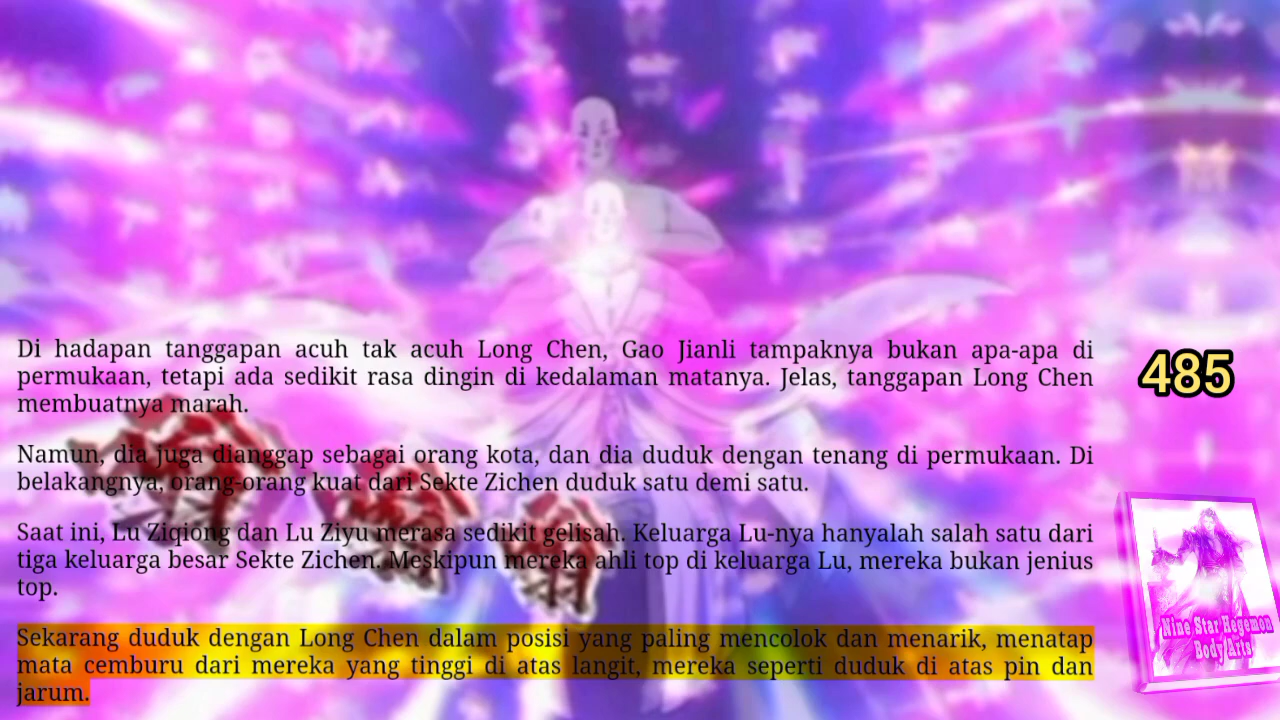 Di hadapan tanggapan acuh tak acuh Long Chen, Gao Jianli tampaknya bukan apa-apa di
permukaan, tetapi ada sedikit rasa dingin di kedalaman matanya. Jelas, tanggapan Long Chen
membuatnya marah.
Namun, dia juga dianggap sebagai orang kota, dan dia duduk dengan tenang di permukaan. Di
belakangnya, orang-orang kuat dari Sekte Zichen duduk satu demi satu.
Saat ini, Lu Ziqiong dan Lu Ziyu merasa sedikit gelisah. Keluarga Lu-nya hanyalah salah satu dari
tiga keluarga besar Sekte Zichen. Meskipun mereka ahli top di keluarga Lu, mereka bukan jenius
top.
Sekarang duduk dengan Long Chen dalam posisi yang paling mencolok dan menarik, menatap
mata cemburu dari mereka yang tinggi di atas langit, mereka seperti duduk di atas pin dan
jarum.
485
Nine Star Hegemon
Body Arts